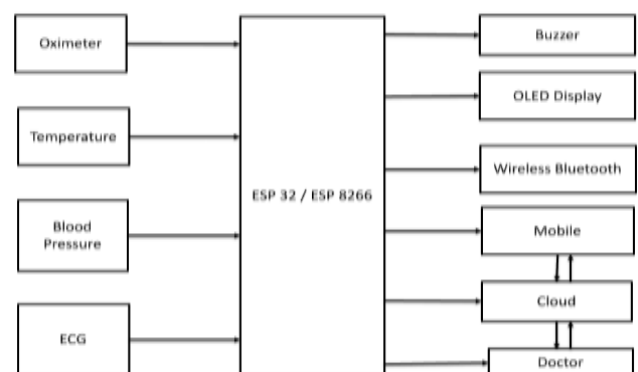 Oximeter
Temperature
Blood
Pressure
ECG
ESP 32 / ESP 8266
Buzzer
OLED Display
Wireless Bluetooth
Mobile
Cloud
Doctor